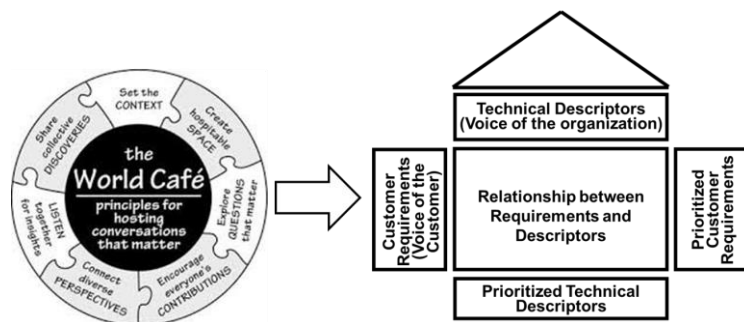 Set the
CONTEXT
Create
hospitable
SPACE
Explore
QUESTIONS
that matter
Encourage
everyone's
CONTRIBUTIONS
Connect
diverse
PERSPECTIVES
LISTEN
together
for insights
Share
collective
DISCOVERIES
the
World Café
principles for
hosting
conversations
that matter
Technical Descriptors
(Voice of the organization)
Customer
Requirements
(Voice of the
Customer)
Relationship between
Requirements and
Descriptors
Prioritized
Customer
Requirements
Prioritized Technical
Descriptors